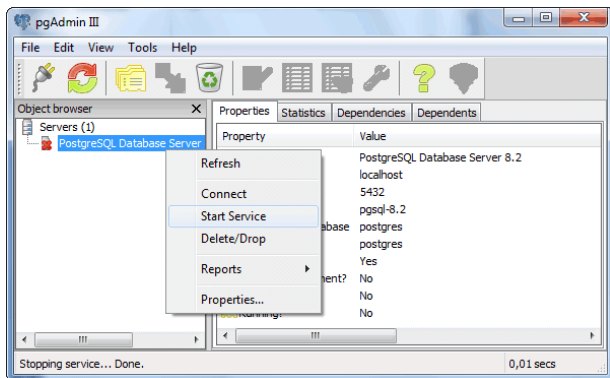 pgAdmin III
File Edit View Tools Help
Object browser X
Properties Statistics Dependencies Dependents
Servers (1)
PostgreSQL Database Server
Property Value
PostgreSQL Database Server 8.2
localhost
5432
pgsql-8.2
abase postgres
postgres
Yes
ent? No
No
No
Refresh
Connect
Start Service
Delete/Drop
Reports
Properties...
Stopping service... Done. 0,01 secs